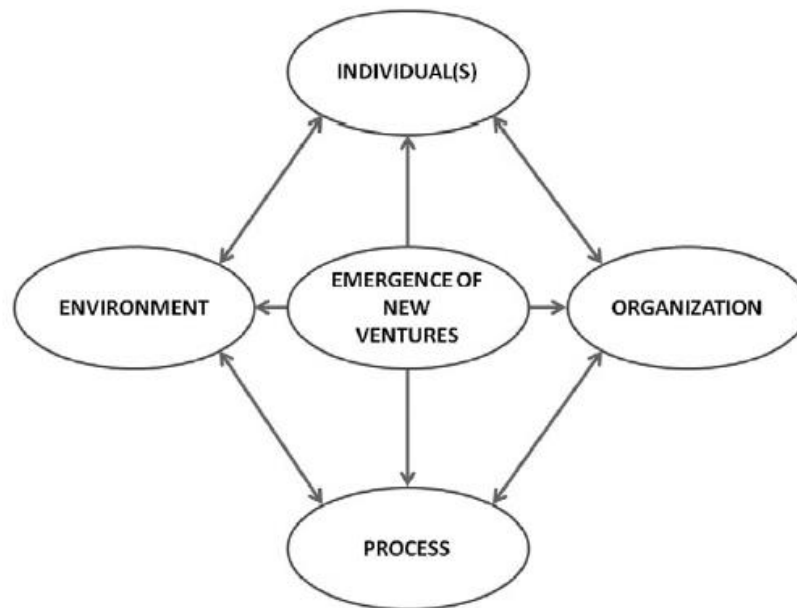 INDIVIDUAL(S)
ENVIRONMENT
EMERGENCE OF
NEW
VENTURES
ORGANIZATION
PROCESS